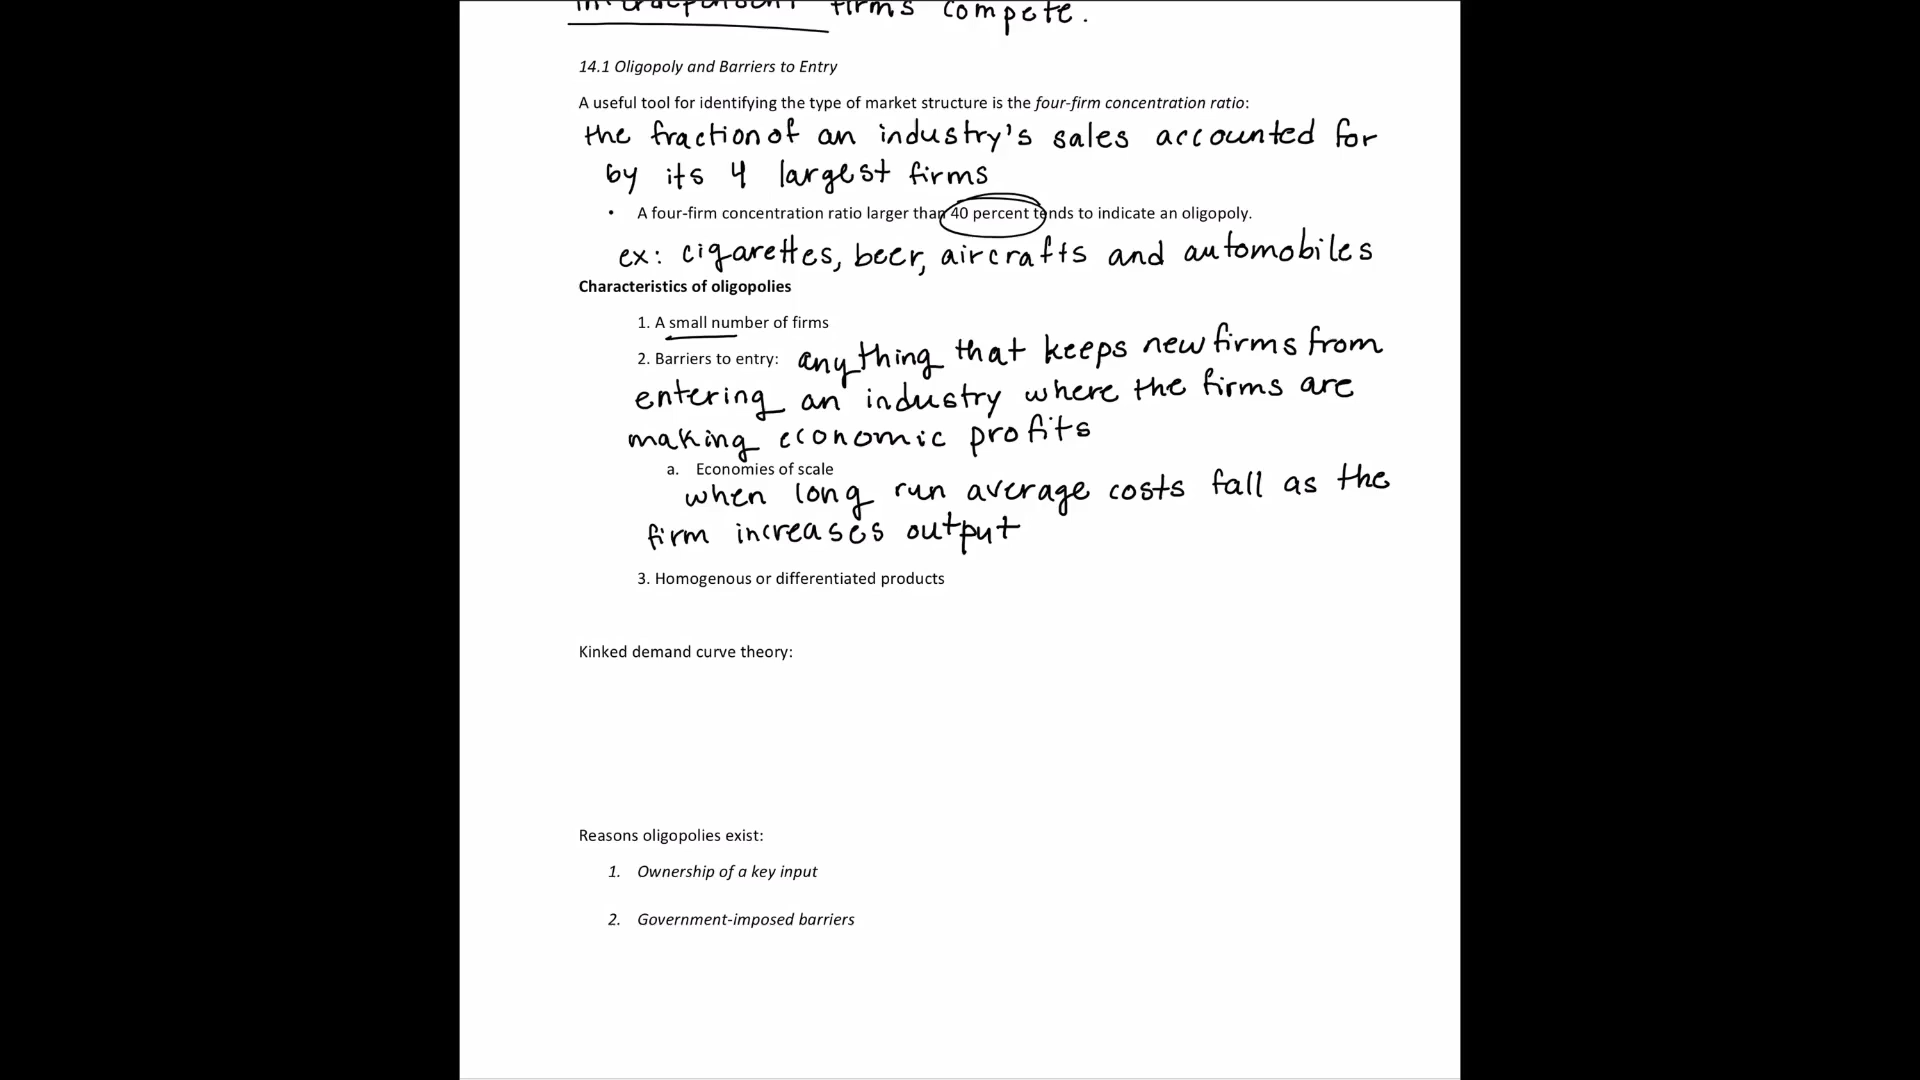 firms compete.
14.1 Oligopoly and Barriers to Entry
A useful tool for identifying the type of market structure is the four-firm concentration ratio:
the fraction of an industry's sales accounted for
by its 4 largest firms
• A four-firm concentration ratio larger than 40 percent tends to indicate an oligopoly.
ex: cigarettes, beer, aircrafts and automobiles
Characteristics of oligopolies
1. A small number of firms
2. Barriers to entry: anything that keeps new firms from
entering an industry where the firms are
making economic profits
a. Economies of scale
when long run average costs fall as the
firm increases output
3. Homogenous or differentiated products
Kinked demand curve theory:
Reasons oligopolies exist:
1. Ownership of a key input
2. Government-imposed barriers